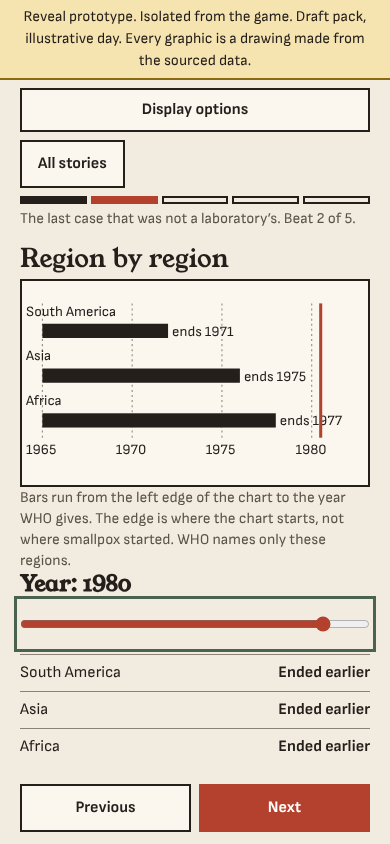 Reveal prototype. Isolated from the game. Draft pack,
illustrative day. Every graphic is a drawing made from
the sourced data.
Display options
All stories
The last case that was not a laboratory's. Beat 2 of 5.
Region by region
South America
ends 1971
Asia
ends 1975
Africa
ends 1977
1965 1970 1975 1980
Bars run from the left edge of the chart to the year
WHO gives. The edge is where the chart starts, not
where smallpox started. WHO names only these
regions.
Year: 1980
South America Ended earlier
Asia Ended earlier
Africa Ended earlier
Previous Next